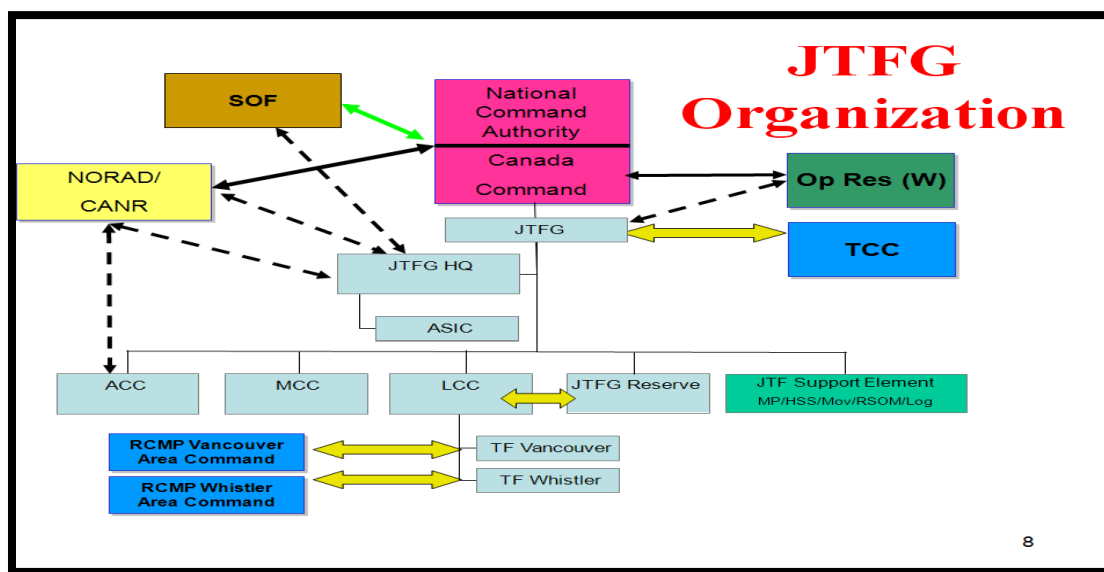 JTFG
Organization
SOF
National
Command
Authority
Canada
Command
NORAD/
CANR
Op Res (W)
JTFG
TCC
JTFG HQ
ASIC
ACC
MCC
LCC
JTFG Reserve
JTF Support Element
MP/HSS/Mov/RSOM/Log
RCMP Vancouver
Area Command
TF Vancouver
RCMP Whistler
Area Command
TF Whistler
8